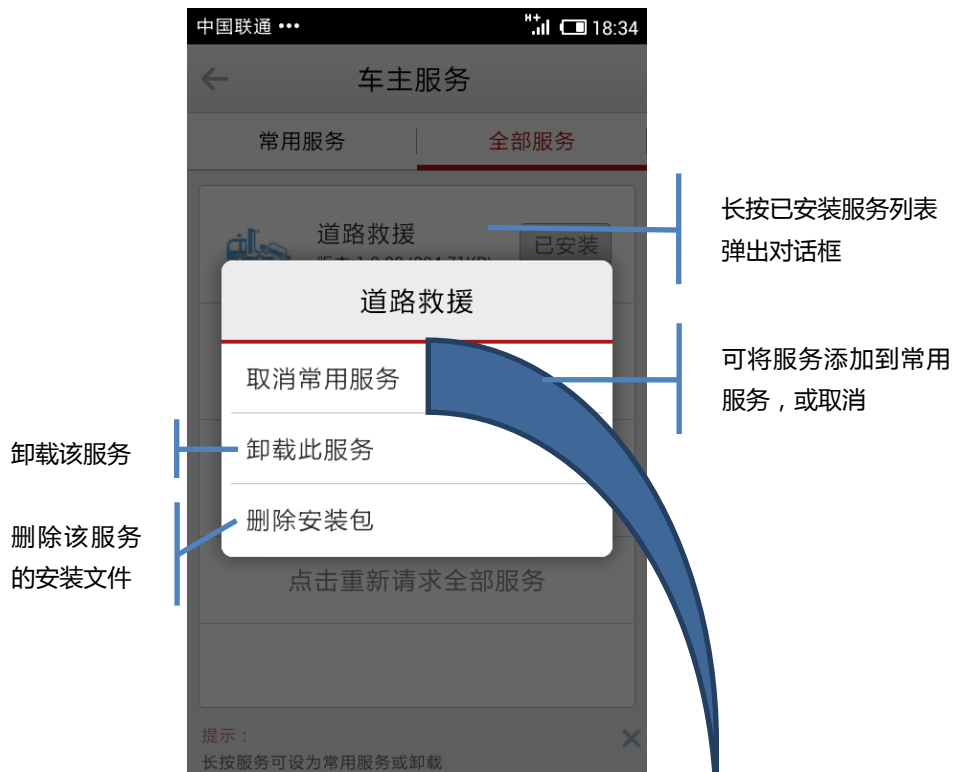 中国联通 •••
H+ 18:34
车主服务
常用服务
全部服务
道路救援
已安装
道路救援
取消常用服务
卸载此服务
删除安装包
点击重新请求全部服务
提示：
长按服务可设为常用服务或卸载
长按已安装服务列表
弹出对话框
可将服务添加到常用
服务，或取消
卸载该服务
删除该服务
的安装文件